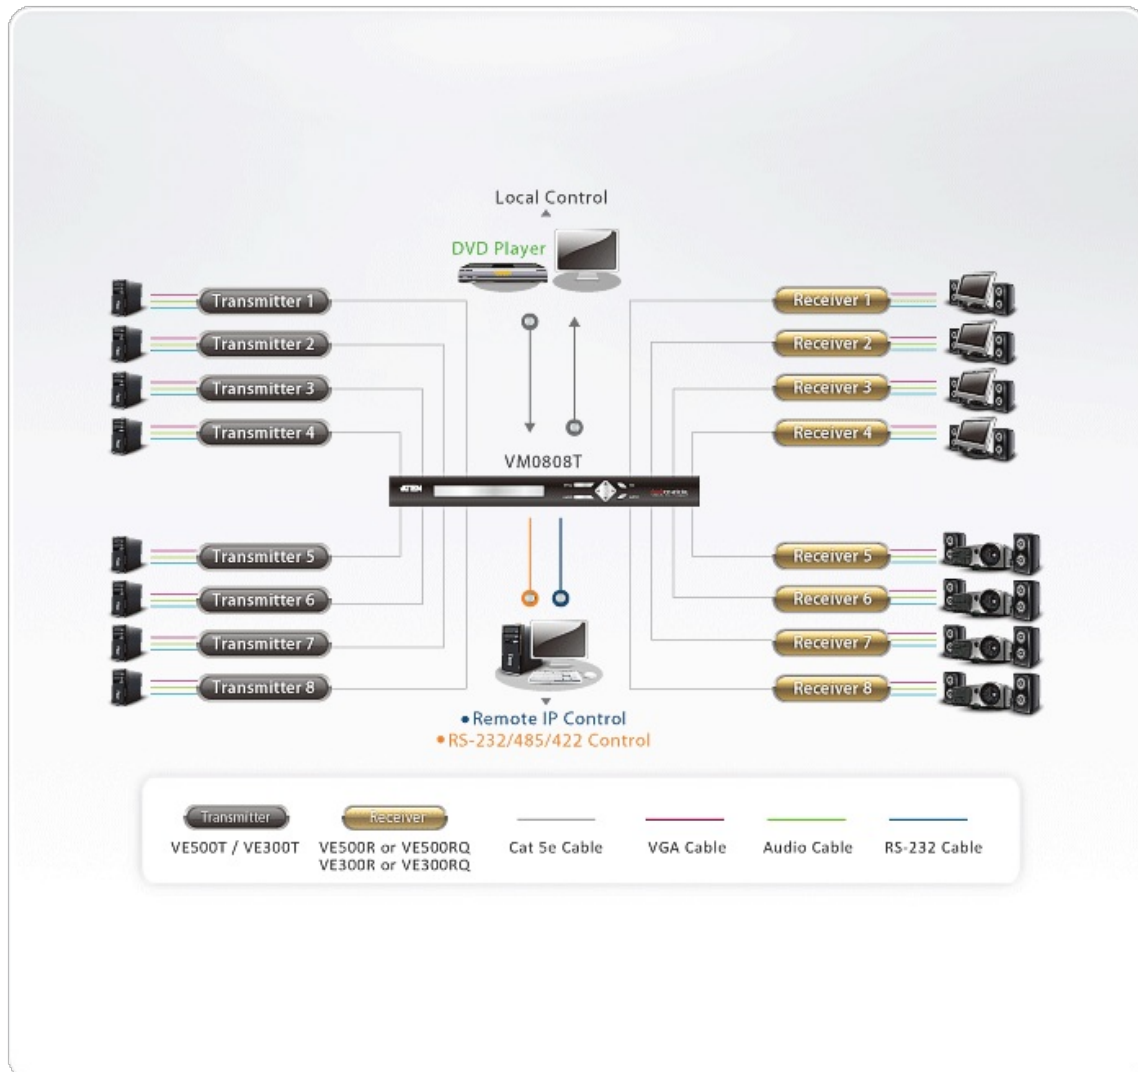 Local Control
DVD Player
Transmitter 1
Transmitter 2
Transmitter 3
Transmitter 4
Receiver 1
Receiver 2
Receiver 3
Receiver 4
VM0808T
ATEN
Transmitter 5
Transmitter 6
Transmitter 7
Transmitter 8
Receiver 5
Receiver 6
Receiver 7
Receiver 8
•Remote IP Control
•RS-232/485/422 Control
Transmitter
VE500T / VE300T
Receiver
VE500R or VE500RQ
VE300R or VE300RQ
Cat 5e Cable
VGA Cable
Audio Cable
RS-232 Cable